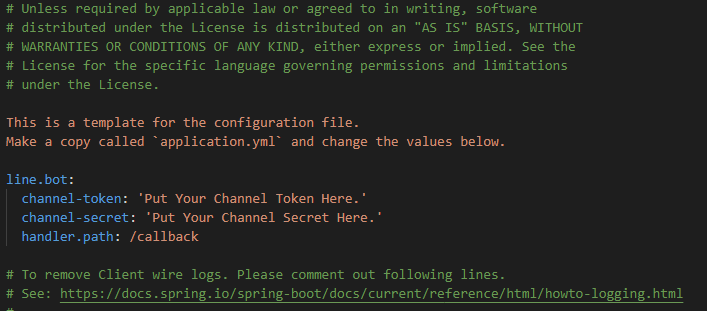 # Unless required by applicable law or agreed to in writing, software
# distributed under the License is distributed on an "AS IS" BASIS, WITHOUT
# WARRANTIES OR CONDITIONS OF ANY KIND, either express or implied. See the
# License for the specific language governing permissions and limitations
# under the License.
This is a template for the configuration file.
Make a copy called `application.yml` and change the values below.
line.bot:
channel-token: 'Put Your Channel Token Here.'
channel-secret: 'Put Your Channel Secret Here.'
handler.path: /callback
# To remove Client wire logs. Please comment out following lines.
# See: https://docs.spring.io/spring-boot/docs/current/reference/html/howto-logging.html
#